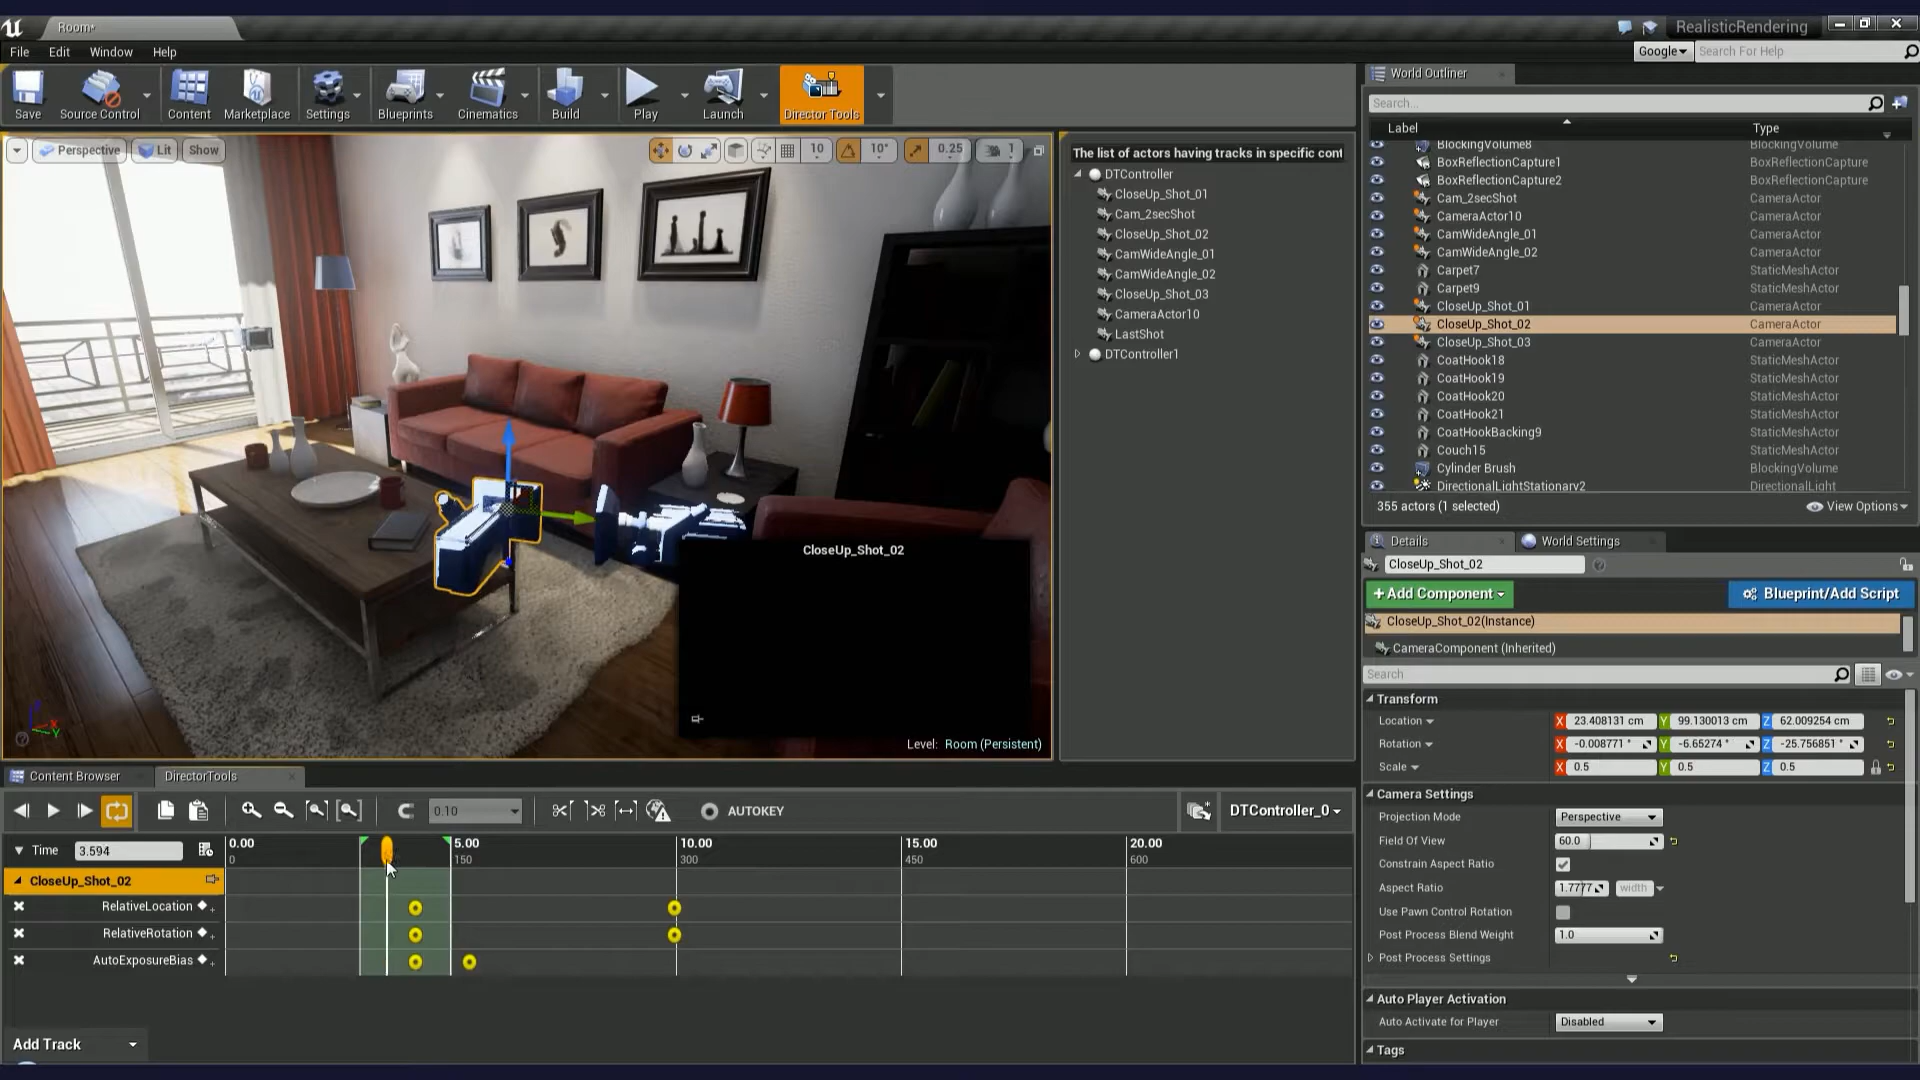 Room*
RealisticRendering
File Edit Window Help
Google Search For Help
Save Source Control Content Marketplace Settings Blueprints Cinematics Build Play Launch Director Tools
Perspective Lit Show 10 10° 0.25 1
CloseUp_Shot_02
Level: Room (Persistent)
The list of actors having tracks in specific cont
DTController
CloseUp_Shot_01
Cam_2secShot
CloseUp_Shot_02
CamWideAngle_01
CamWideAngle_02
CloseUp_Shot_03
CameraActor10
LastShot
DTController1
World Outliner
Search...
Label Type
BlockingVolume8 BlockingVolume
BoxReflectionCapture1 BoxReflectionCapture
BoxReflectionCapture2 BoxReflectionCapture
Cam_2secShot CameraActor
CameraActor10 CameraActor
CamWideAngle_01 CameraActor
CamWideAngle_02 CameraActor
Carpet7 StaticMeshActor
Carpet9 StaticMeshActor
CloseUp_Shot_01 CameraActor
CloseUp_Shot_02 CameraActor
CloseUp_Shot_03 CameraActor
CoatHook18 StaticMeshActor
CoatHook19 StaticMeshActor
CoatHook20 StaticMeshActor
CoatHook21 StaticMeshActor
CoatHookBacking9 StaticMeshActor
Couch15 StaticMeshActor
Cylinder Brush BlockingVolume
DirectionalLightStationary2 DirectionalLight
355 actors (1 selected) View Options
Details World Settings
CloseUp_Shot_02
+Add Component Blueprint/Add Script
CloseUp_Shot_02(Instance)
CameraComponent (Inherited)
Search
Transform
Location X 23.408131 cm Y 99.130013 cm Z 62.009254 cm
Rotation X -0.008771 ° Y -6.65274 ° Z -25.756851 °
Scale X 0.5 Y 0.5 Z 0.5
Camera Settings
Projection Mode Perspective
Field Of View 60.0
Constrain Aspect Ratio
Aspect Ratio 1.7777 width
Use Pawn Control Rotation
Post Process Blend Weight 1.0
Post Process Settings
Auto Player Activation
Auto Activate for Player Disabled
Tags
Content Browser DirectorTools
0.10 AUTOKEY DTController_0
Time 3.594 0.00 5.00 10.00 15.00 20.00
0 150 300 450 600
CloseUp_Shot_02
RelativeLocation
RelativeRotation
AutoExposureBias
Add Track